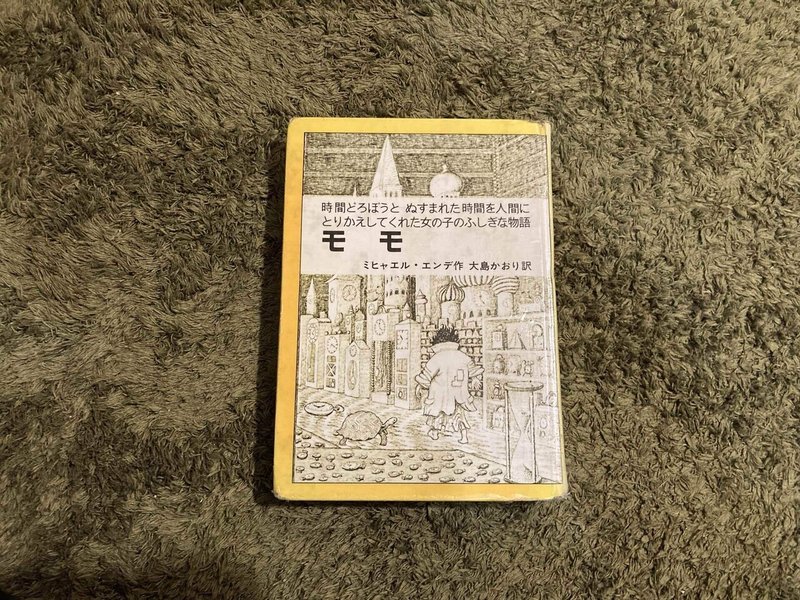 時間どろぼうと ぬすまれた時間を人間に
とりかえしてくれた女の子のふしぎな物語
モモ
ミヒャエル・エンデ作 大島かおり訳